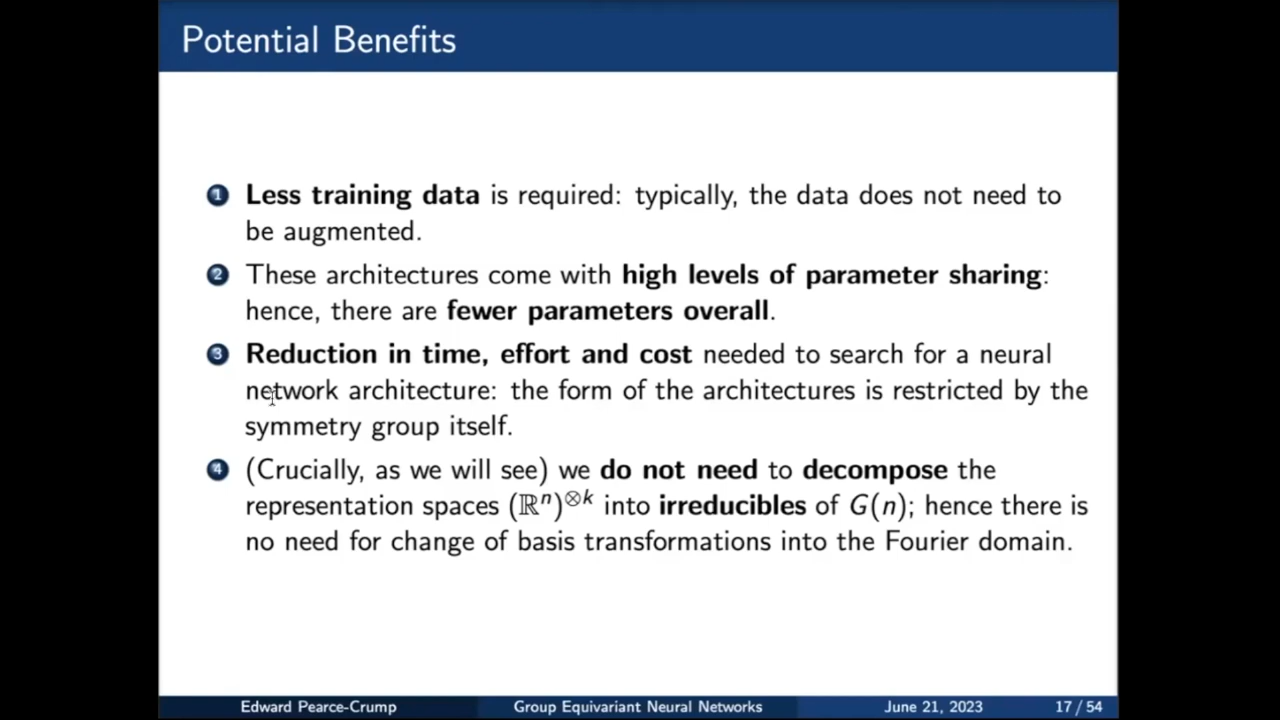 Potential Benefits
1 Less training data is required: typically, the data does not need to
be augmented.
2 These architectures come with high levels of parameter sharing:
hence, there are fewer parameters overall.
3 Reduction in time, effort and cost needed to search for a neural
network architecture: the form of the architectures is restricted by the
symmetry group itself.
4 (Crucially, as we will see) we do not need to decompose the
representation spaces (ℝⁿ)⊗ᵏ into irreducibles of G(n); hence there is
no need for change of basis transformations into the Fourier domain.
Edward Pearce-Crump Group Equivariant Neural Networks June 21, 2023 17 / 54